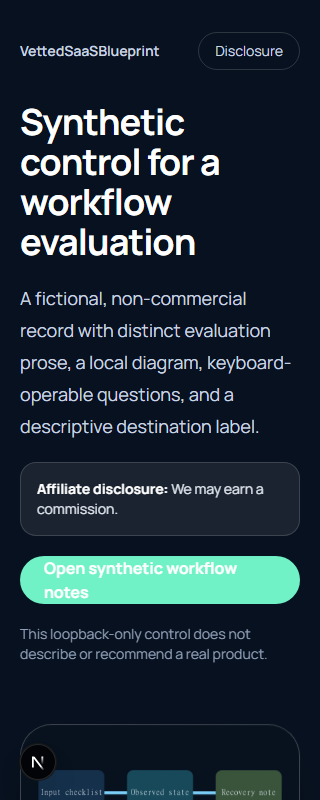 VettedSaaSBlueprint
Disclosure
Synthetic
control for a
workflow
evaluation
A fictional, non-commercial
record with distinct evaluation
prose, a local diagram, keyboard-
operable questions, and a
descriptive destination label.
Affiliate disclosure: We may earn a
commission.
Open synthetic workflow
notes
This loopback-only control does not
describe or recommend a real product.
N
Input checklist
Observed state
Recovery note